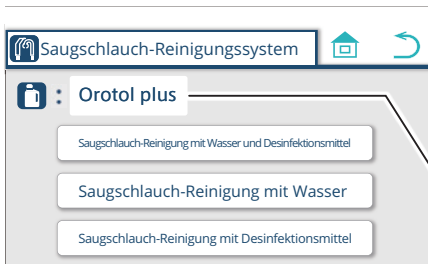 Saugschlauch-Reinigungssystem
: Orotol plus
Saugschlauch-Reinigung mit Wasser und Desinfektionsmittel
Saugschlauch-Reinigung mit Wasser
Saugschlauch-Reinigung mit Desinfektionsmittel